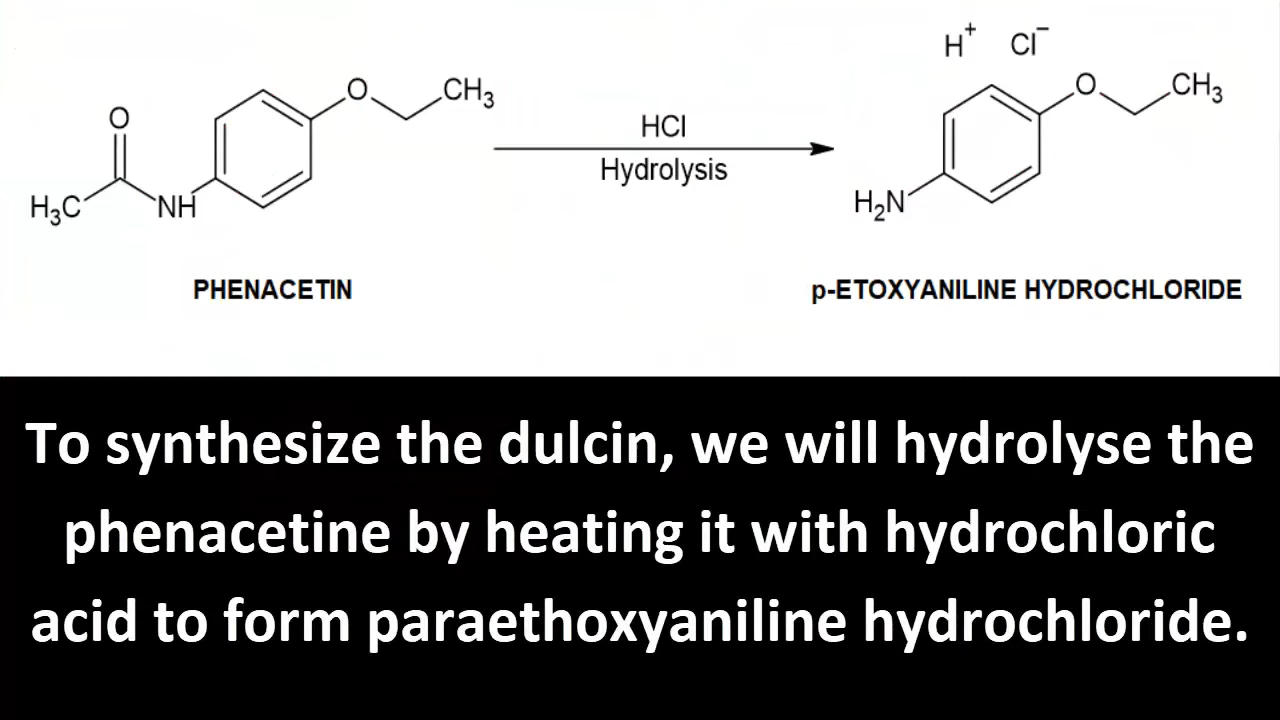 H⁺ Cl⁻
O CH₃
O CH₃
O
HCl
Hydrolysis
H₃C NH
H₂N
PHENACETIN
p-ETOXYANILINE HYDROCHLORIDE
To synthesize the dulcin, we will hydrolyse the
phenacetine by heating it with hydrochloric
acid to form paraethoxyaniline hydrochloride.